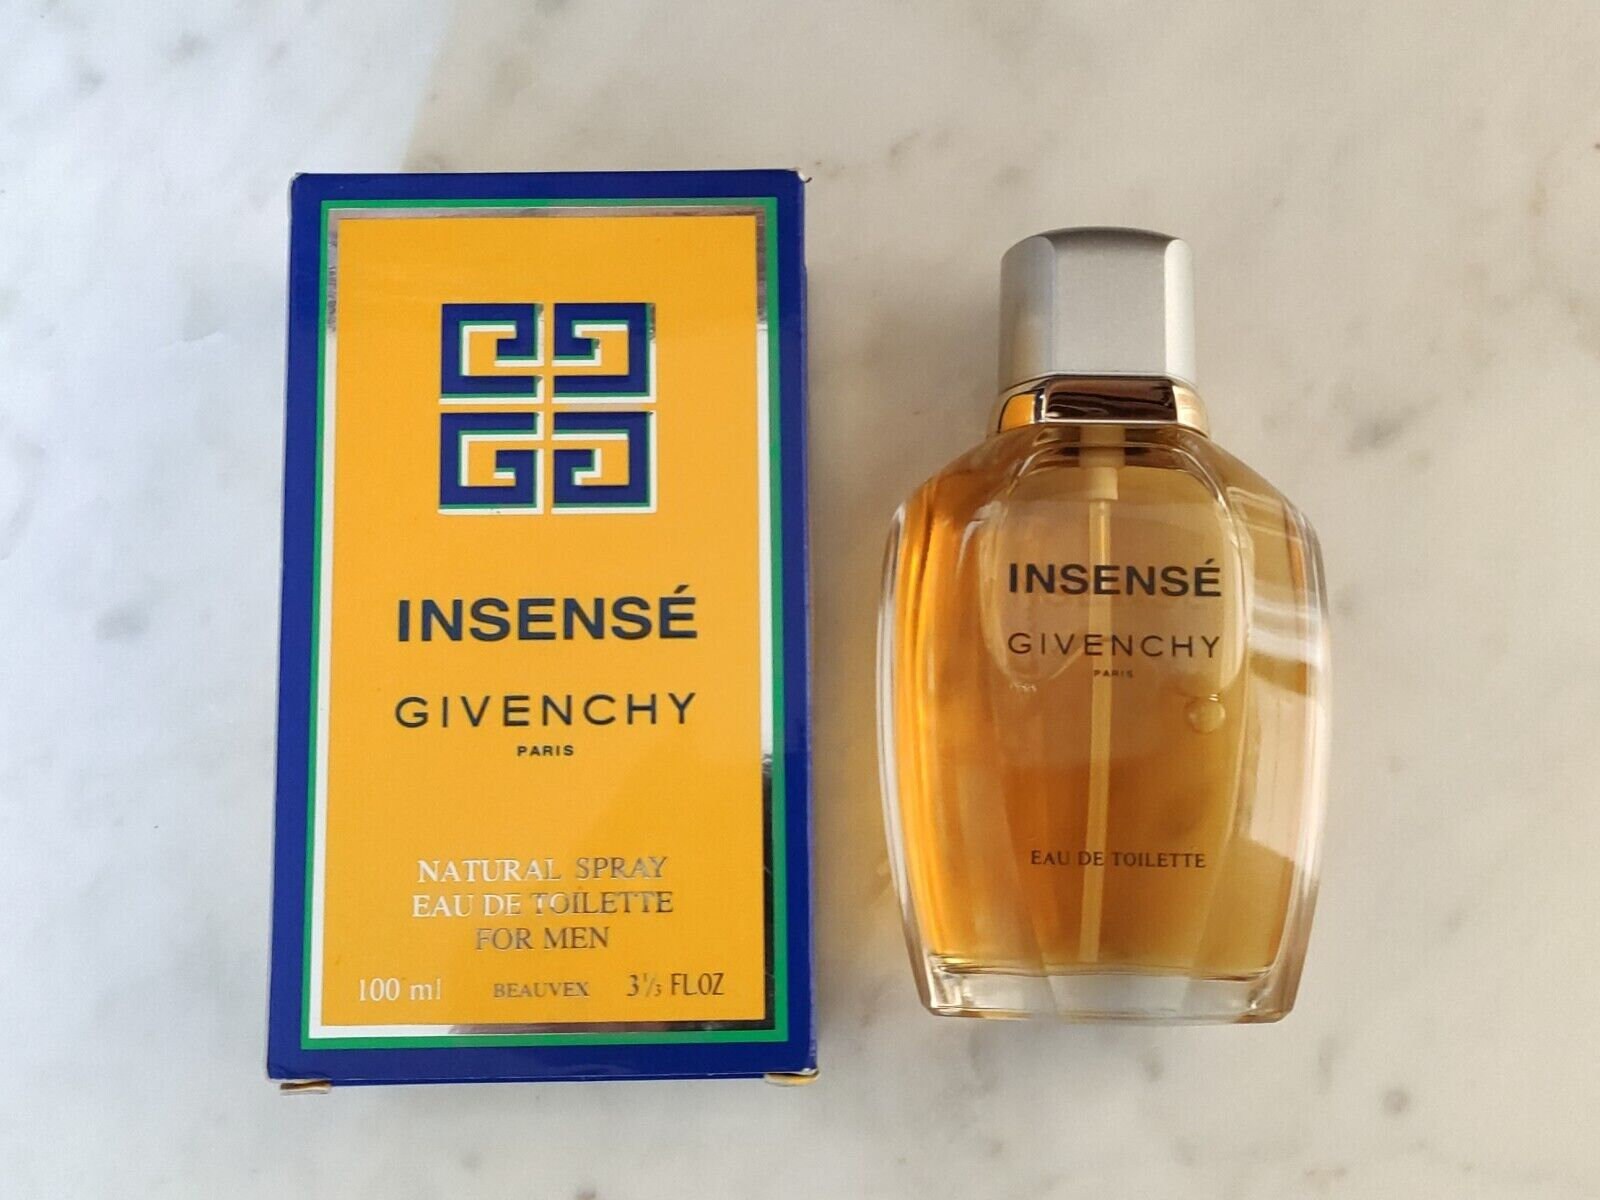 INSENSÉ
GIVENCHY
PARIS
NATURAL SPRAY
EAU DE TOILETTE
FOR MEN
100 ml BEAUVEX 3⅓ FL.OZ
INSENSÉ
GIVENCHY
PARIS
EAU DE TOILETTE